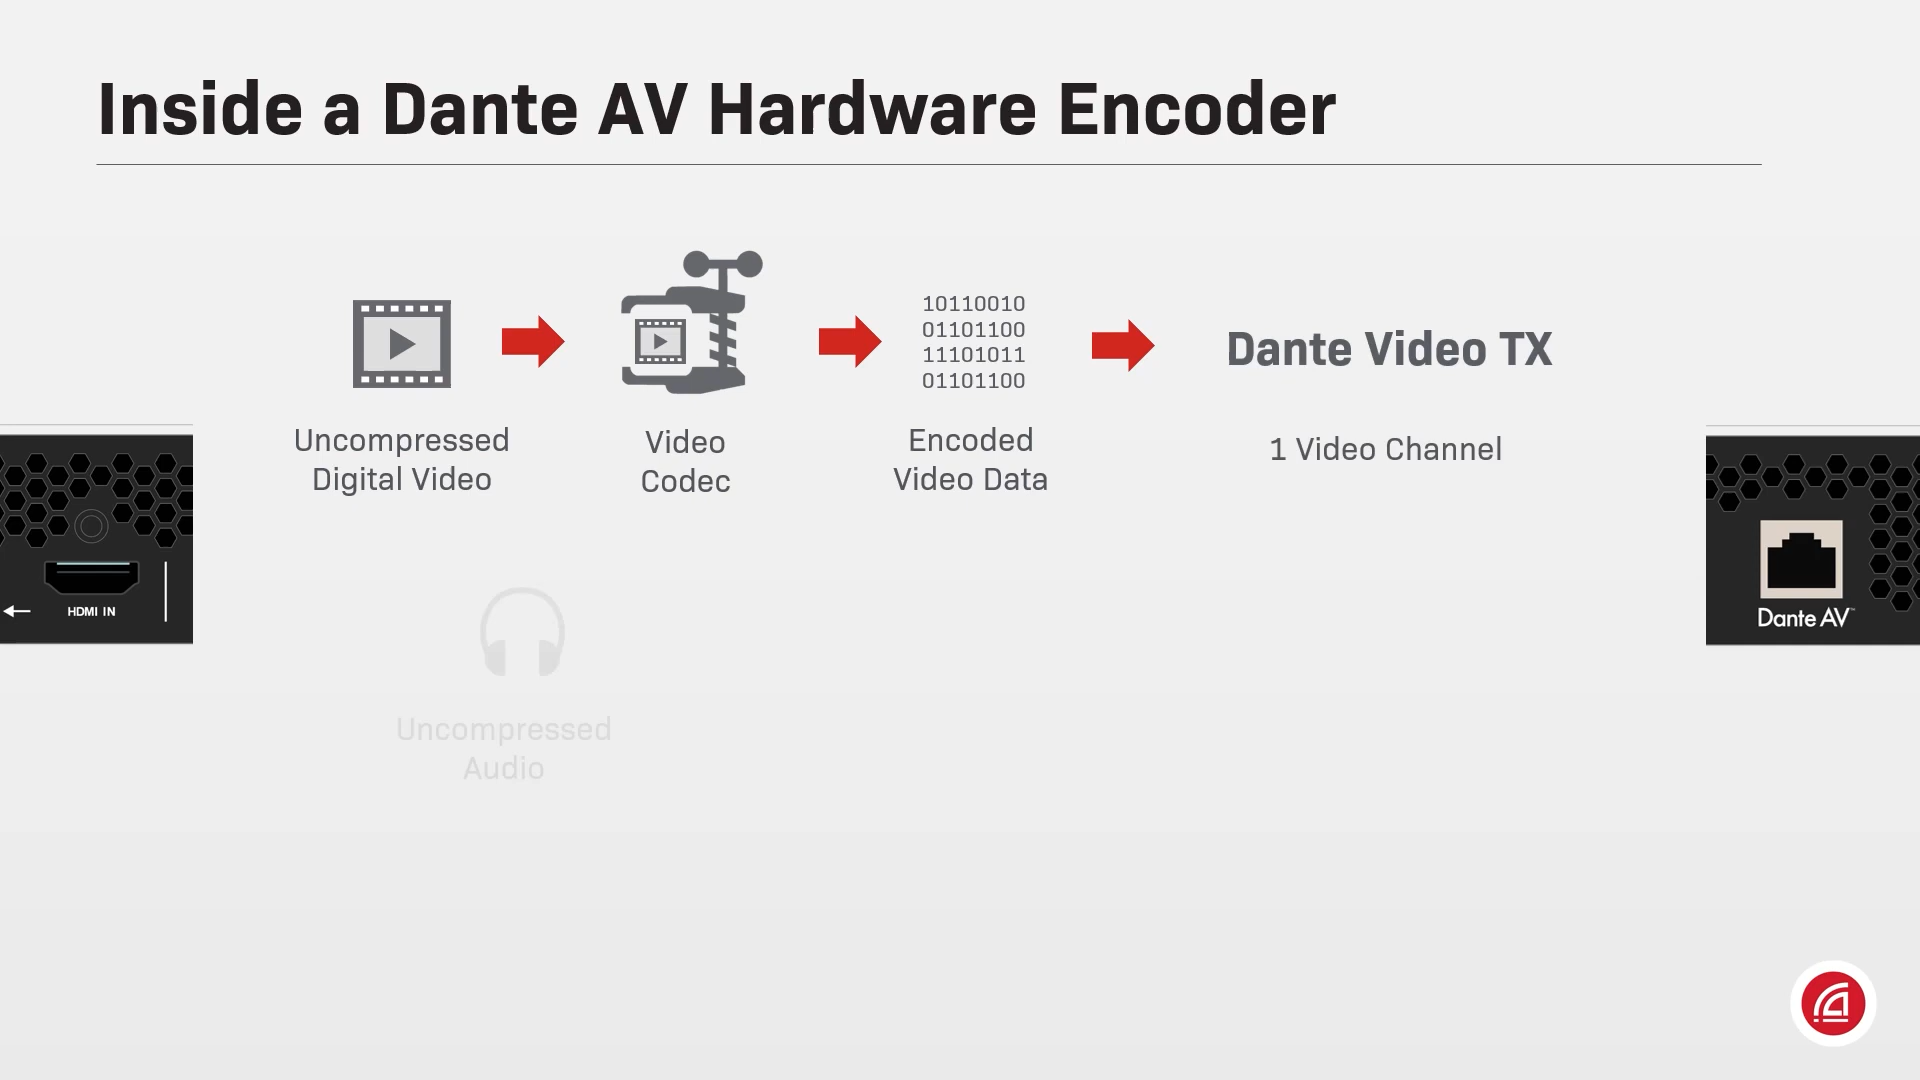 Inside a Dante AV Hardware Encoder
10110010
01101100
11101011
01101100
Dante Video TX
Uncompressed
Digital Video
Video
Codec
Encoded
Video Data
1 Video Channel
HDMI IN
Dante AV™
Uncompressed
Audio